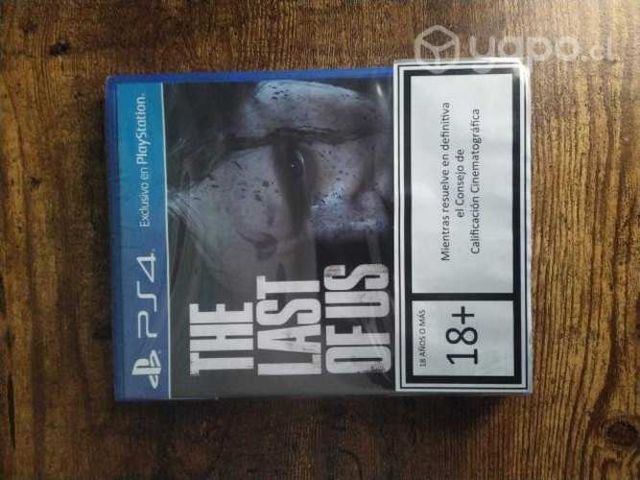 yapo.cl
PS4
Exclusivo en PlayStation.
THE
LAST
OF US
18 AÑOS O MÁS
18+
Mientras resuelve en definitiva
el Consejo de
Calificación Cinematográfica